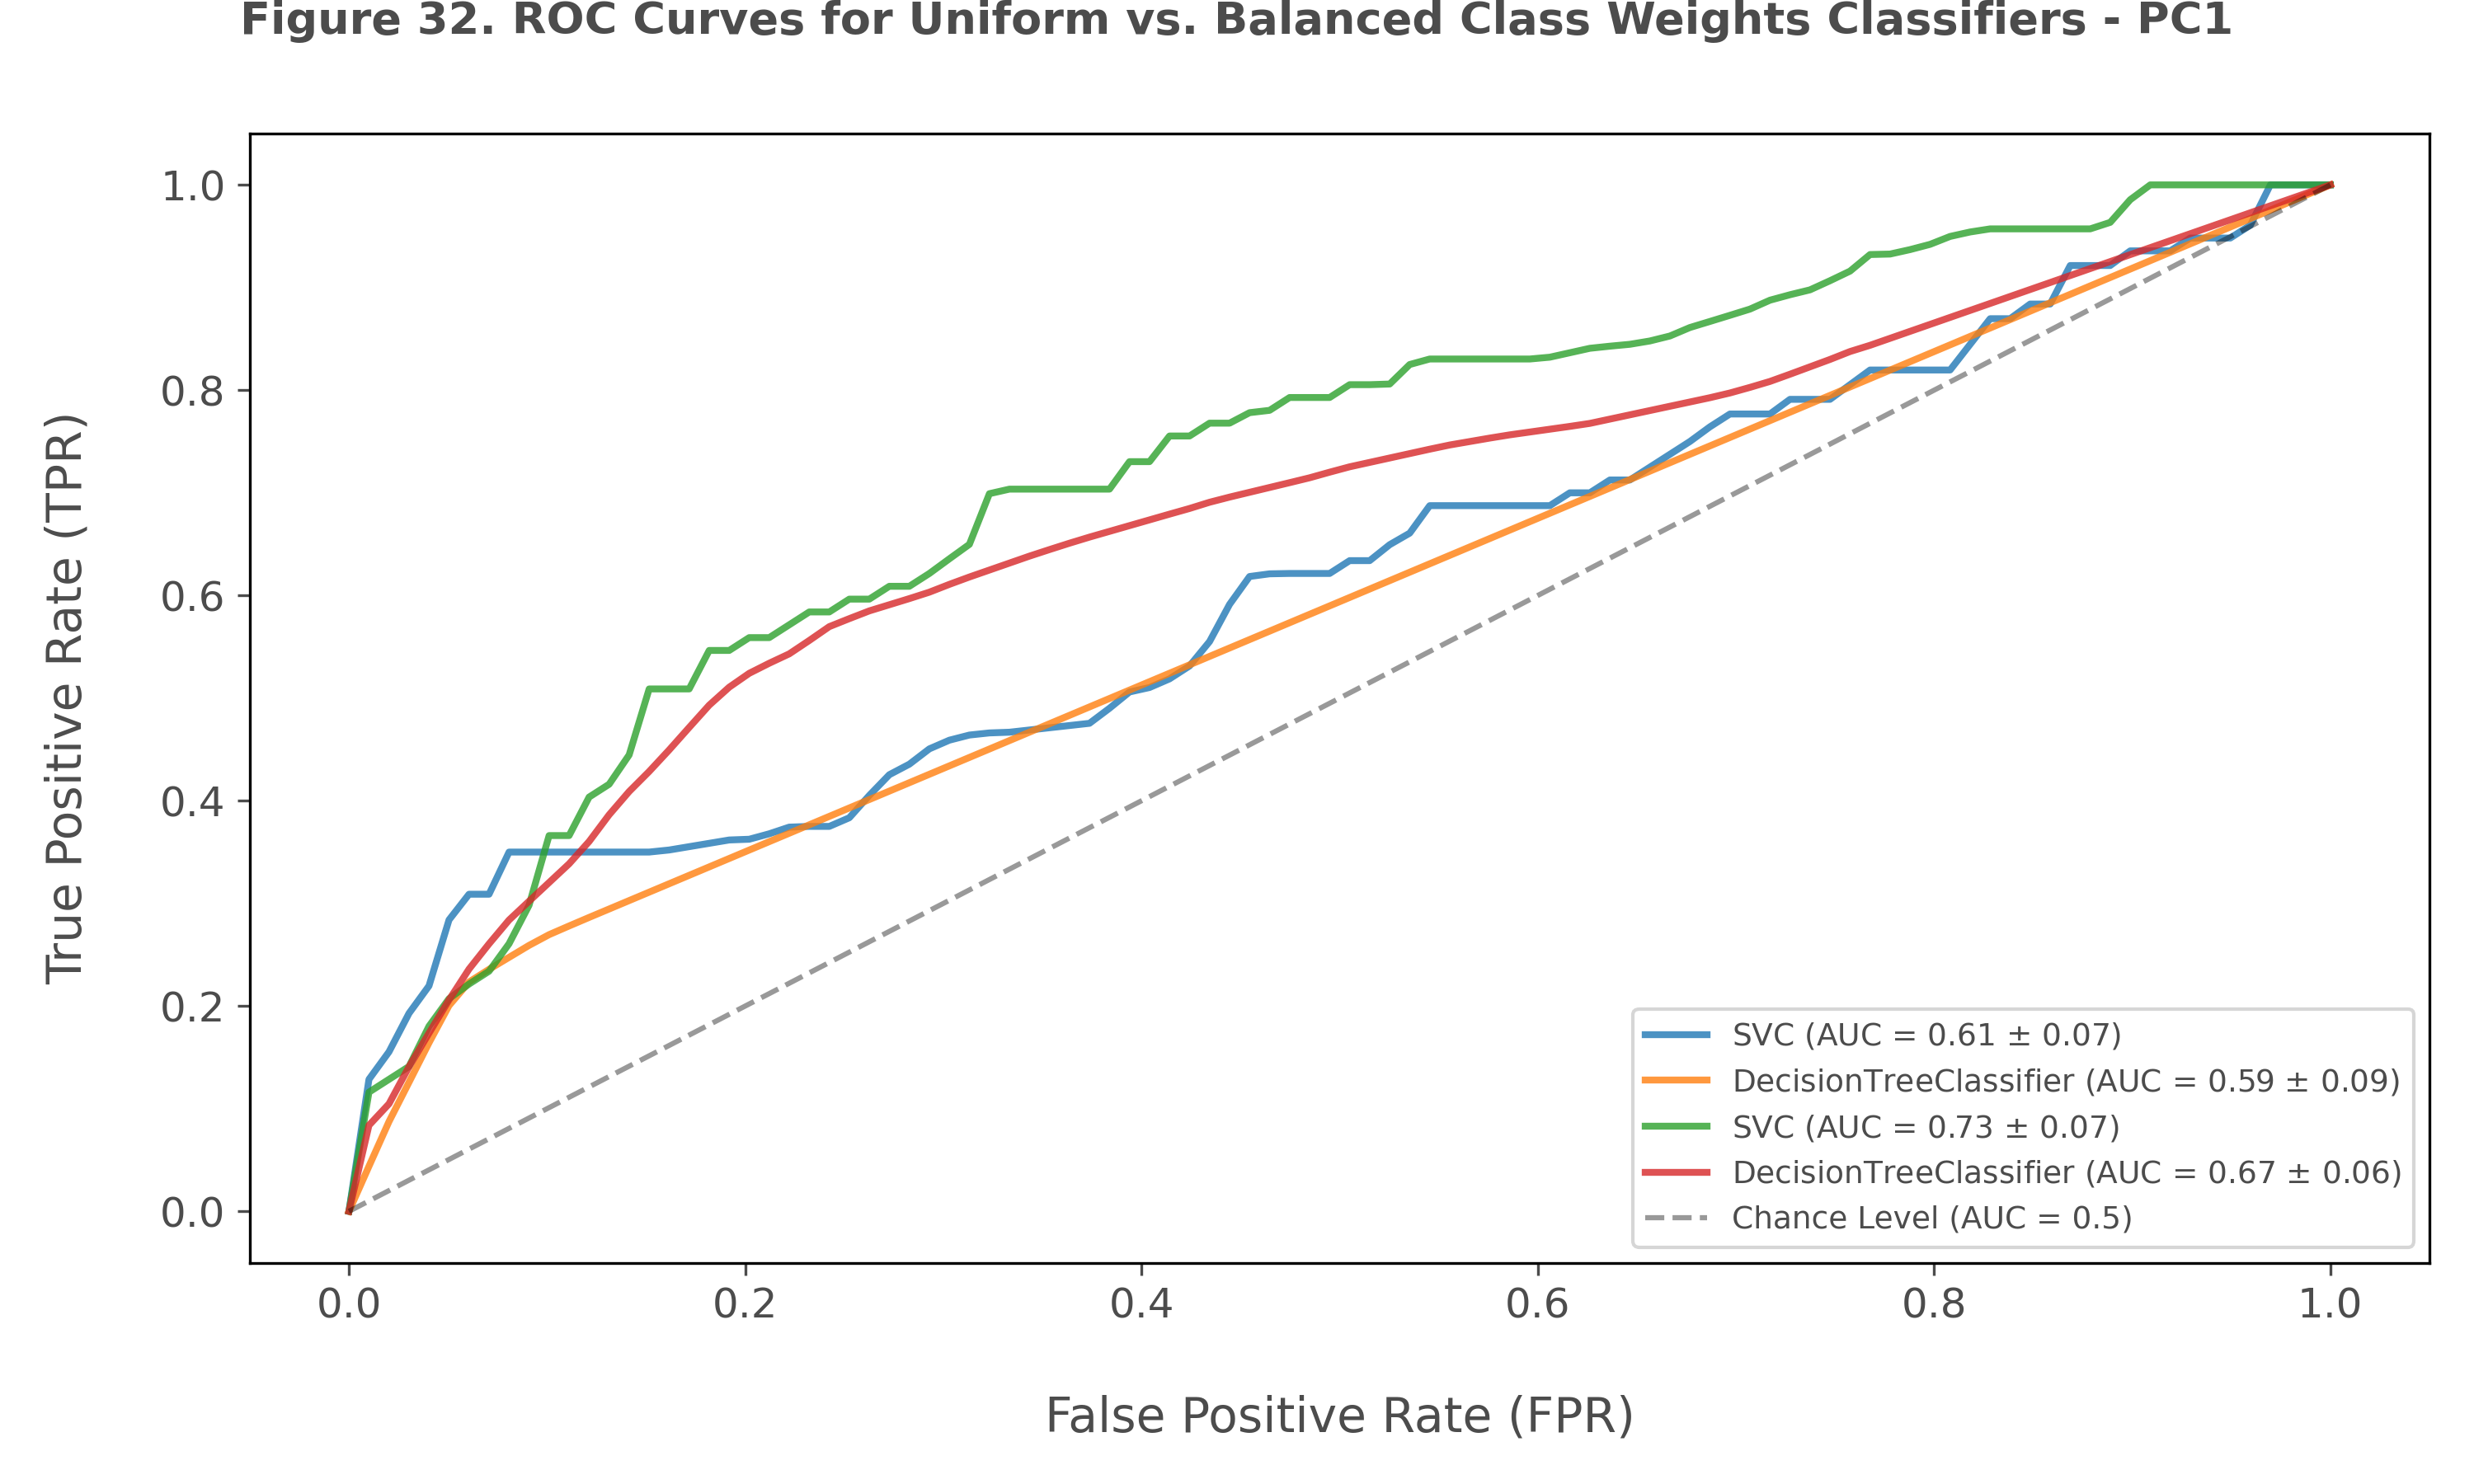 Figure 32. ROC Curves for Uniform vs. Balanced Class Weights Classifiers - PC1
True Positive Rate (TPR)
1.0
0.8
0.6
0.4
0.2
0.0
SVC (AUC = 0.61 ± 0.07)
DecisionTreeClassifier (AUC = 0.59 ± 0.09)
SVC (AUC = 0.73 ± 0.07)
DecisionTreeClassifier (AUC = 0.67 ± 0.06)
Chance Level (AUC = 0.5)
0.0 0.2 0.4 0.6 0.8 1.0
False Positive Rate (FPR)